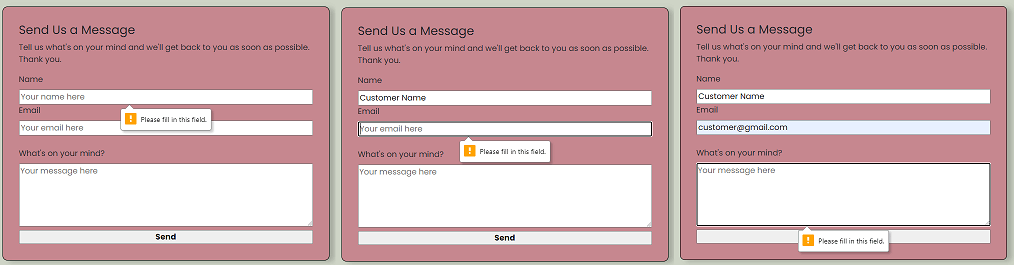 Send Us a Message
Tell us what's on your mind and we'll get back to you as soon as possible.
Thank you.
Name
Your name here
Email
Please fill in this field.
Your email here
What's on your mind?
Your message here
Send
Send Us a Message
Tell us what's on your mind and we'll get back to you as soon as possible.
Thank you.
Name
Customer Name
Email
Your email here
Please fill in this field.
What's on your mind?
Your message here
Send
Send Us a Message
Tell us what's on your mind and we'll get back to you as soon as possible.
Thank you.
Name
Customer Name
Email
customer@gmail.com
What's on your mind?
Your message here
Please fill in this field.